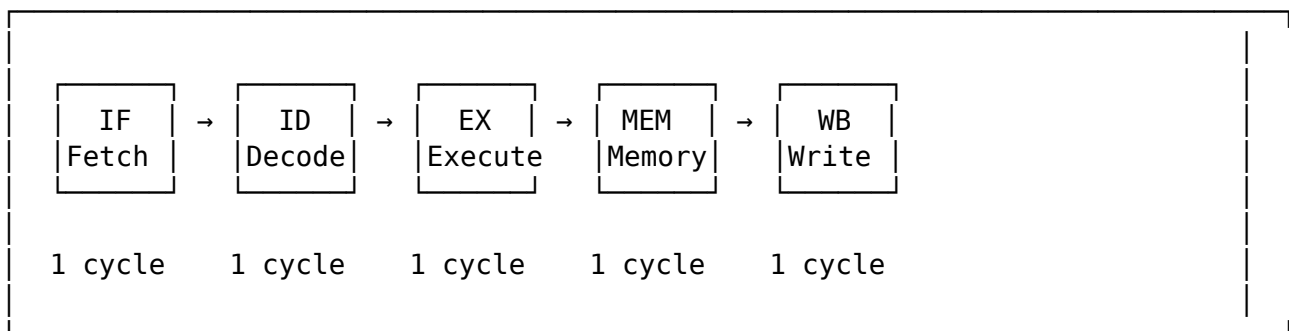 IF → ID → EX → MEM → WB
Fetch Decode Execute Memory Write
1 cycle 1 cycle 1 cycle 1 cycle 1 cycle